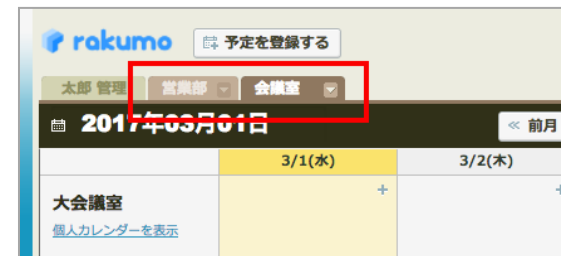 rakumo 予定を登録する
太郎 管理 営業部 会議室
2017年03月01日 << 前月
3/1(水) 3/2(木)
大会議室 + +
個人カレンダーを表示